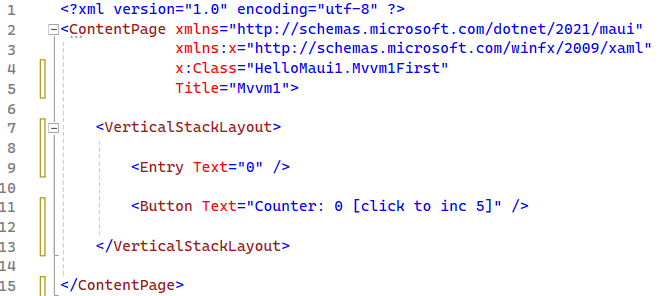 1 <?xml version="1.0" encoding="utf-8" ?>
2 <ContentPage xmlns="http://schemas.microsoft.com/dotnet/2021/maui"
3 xmlns:x="http://schemas.microsoft.com/winfx/2009/xaml"
4 x:Class="HelloMaui1.Mvvm1First"
5 Title="Mvvm1">
6
7 <VerticalStackLayout>
8
9 <Entry Text="0" />
10
11 <Button Text="Counter: 0 [click to inc 5]" />
12
13 </VerticalStackLayout>
14
15 </ContentPage>